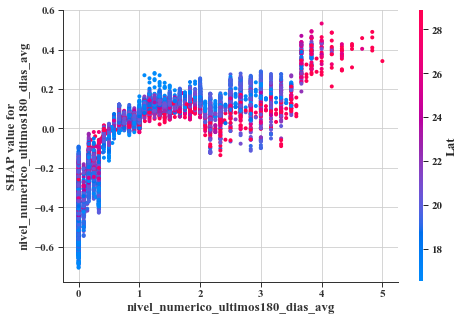 0.6
0.4
0.2
0.0
−0.2
−0.4
−0.6
SHAP value for
nivel_numerico_ultimos180_dias_avg
0 1 2 3 4 5
nivel_numerico_ultimos180_dias_avg
28
26
24
22
20
18
Lat